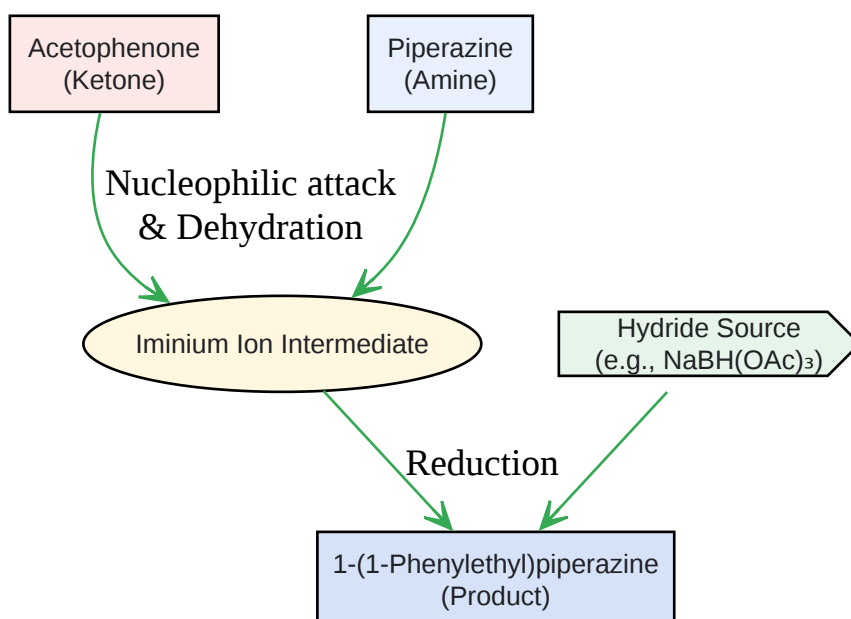 Acetophenone
(Ketone)
Piperazine
(Amine)
Nucleophilic attack
& Dehydration
Iminium Ion Intermediate
Hydride Source
(e.g., NaBH(OAc)₃)
Reduction
1-(1-Phenylethyl)piperazine
(Product)